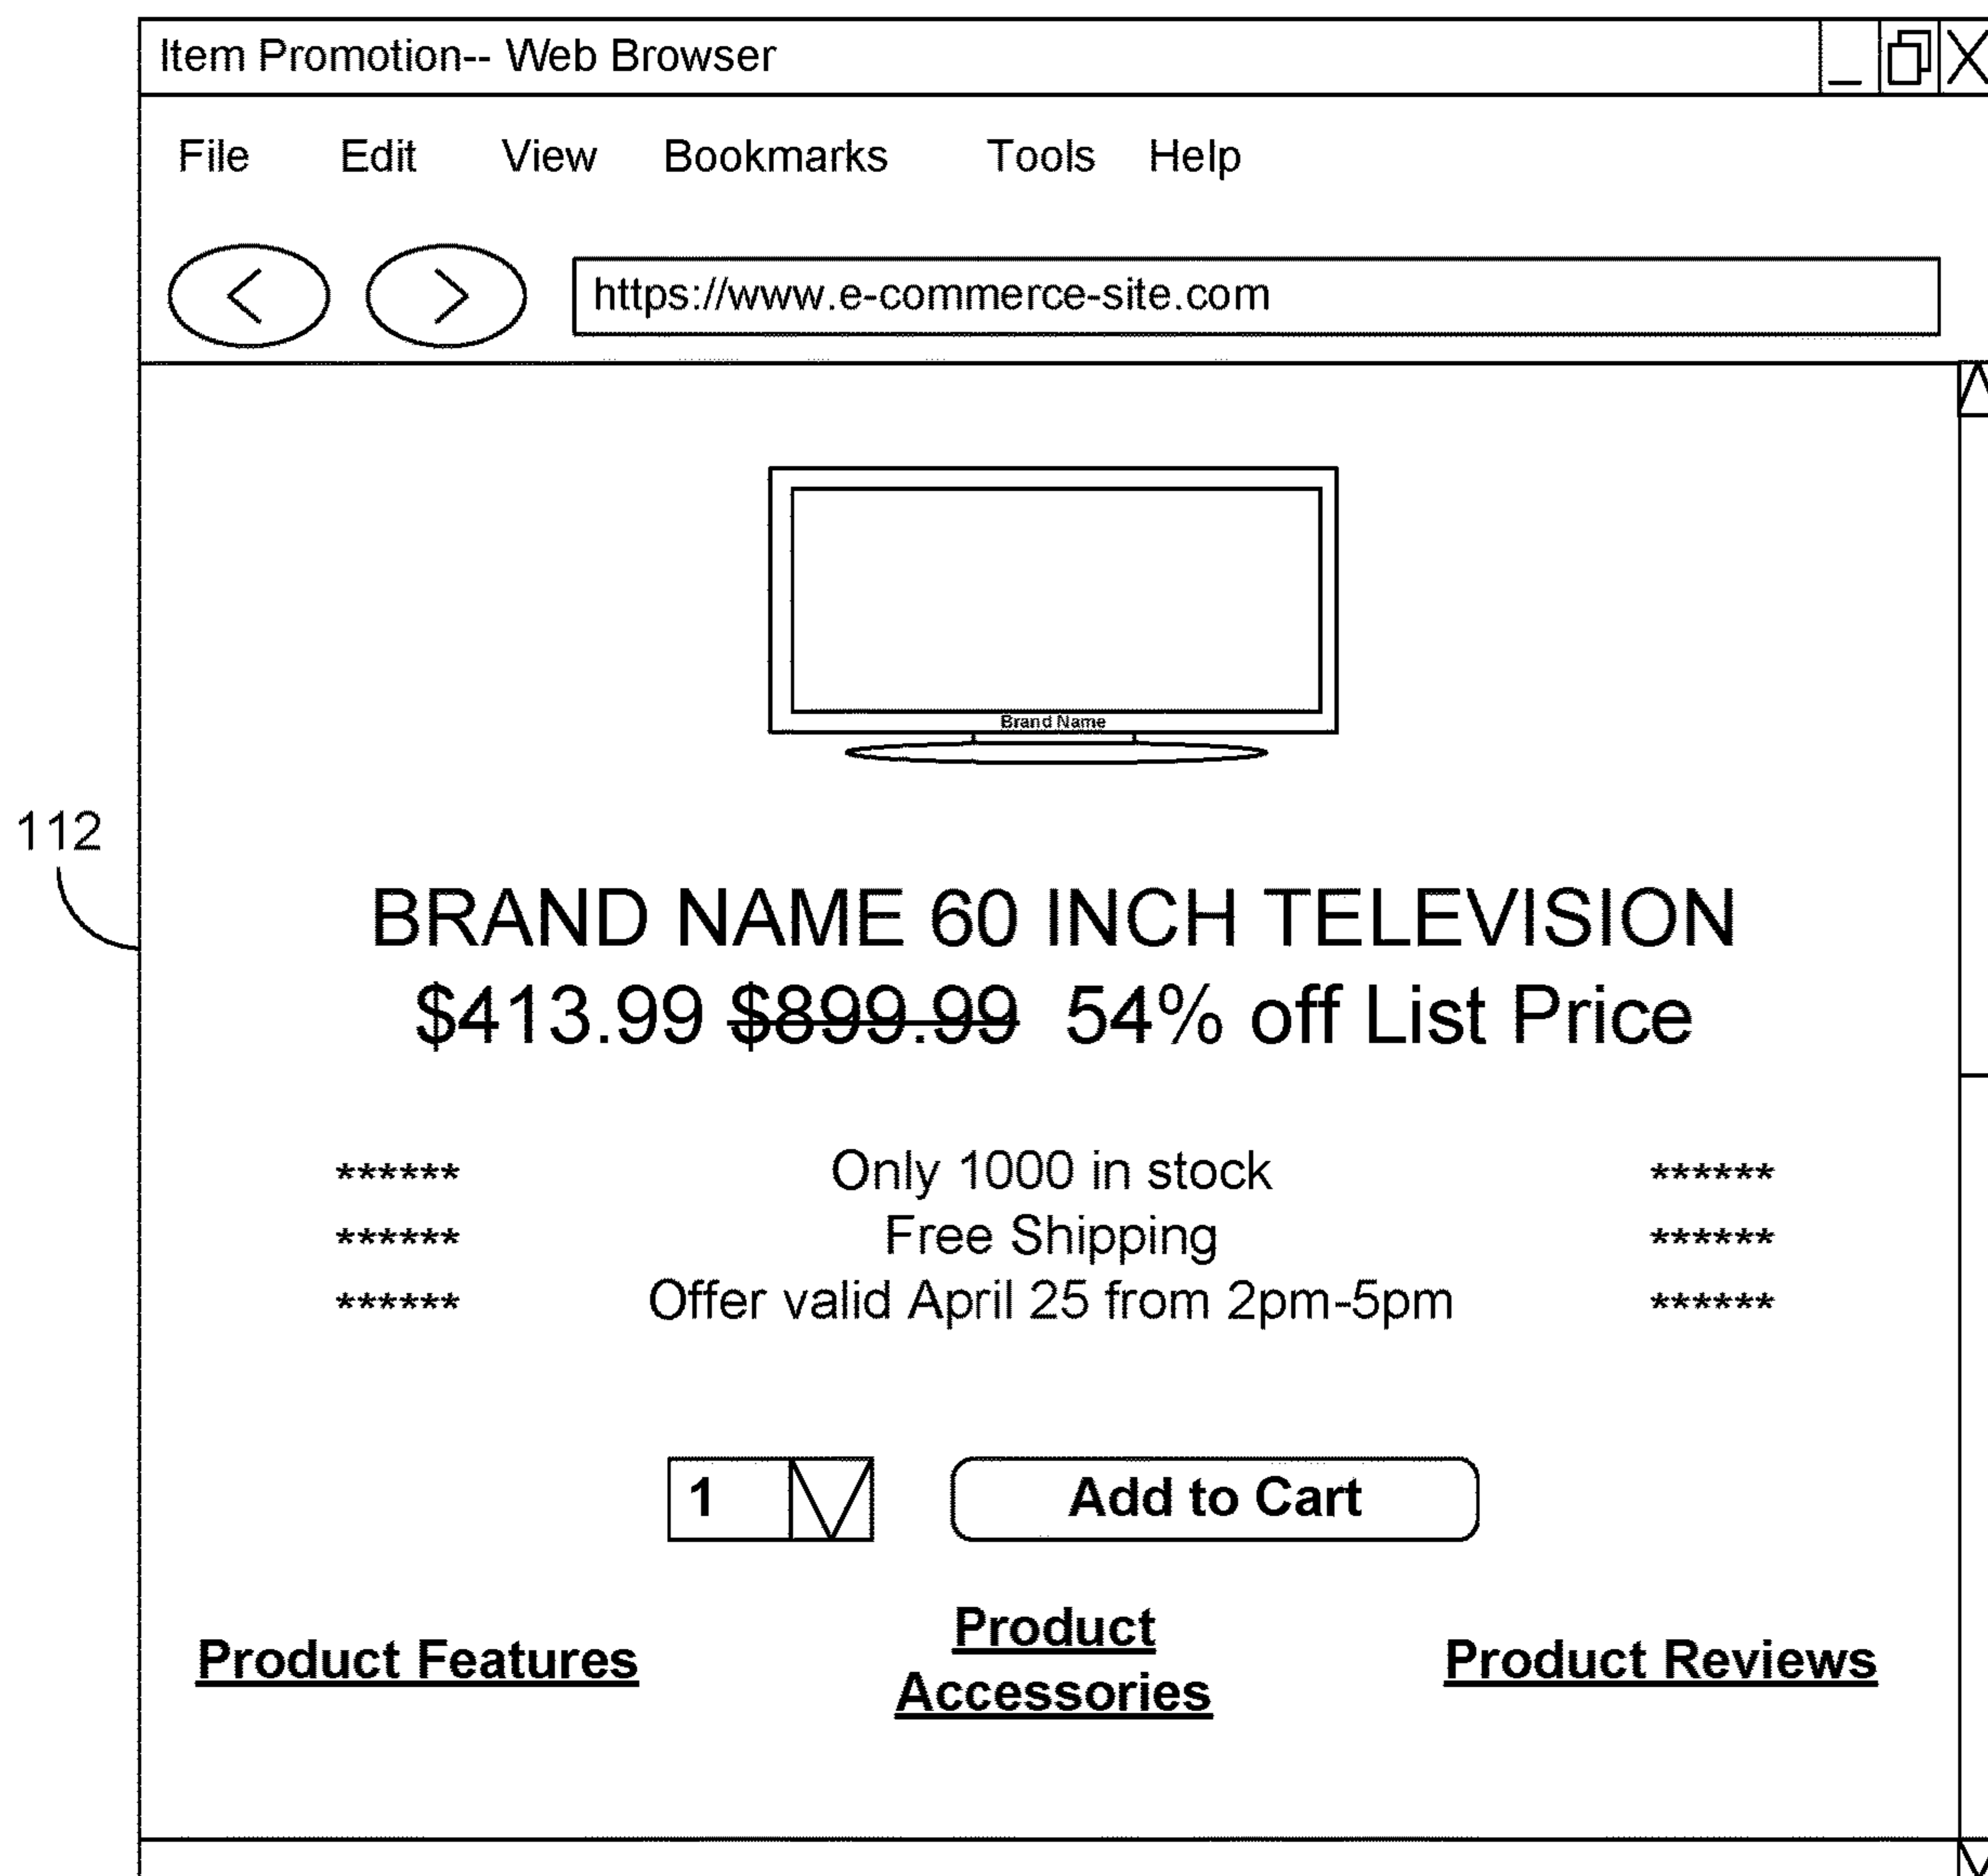 Item Promotion-- Web Browser
File Edit View Bookmarks Tools Help
https://www.e-commerce-site.com
Brand Name
112
BRAND NAME 60 INCH TELEVISION
$413.99 $899.99 54% off List Price
****** Only 1000 in stock ******
****** Free Shipping ******
****** Offer valid April 25 from 2pm-5pm ******
1 Add to Cart
Product Features Product Accessories Product Reviews